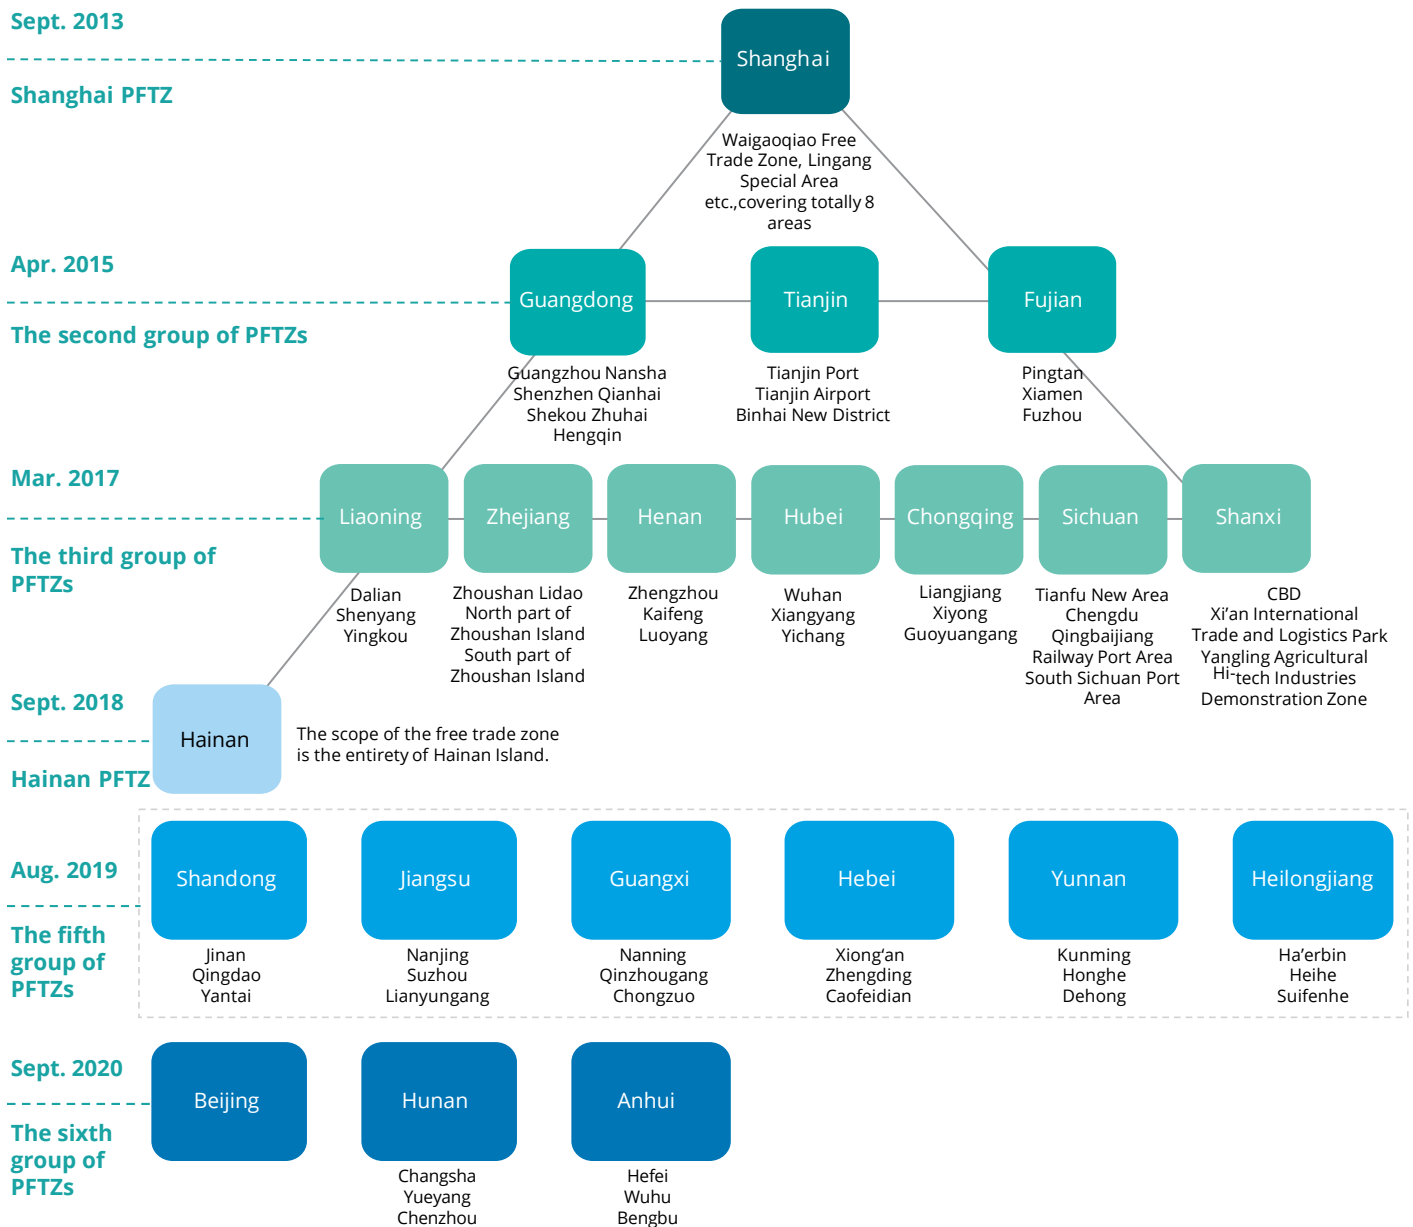 Sept. 2013
Shanghai PFTZ
Shanghai
Waigaoqiao Free
Trade Zone, Lingang
Special Area
etc.,covering totally 8
areas
Apr. 2015
The second group of PFTZs
Guangdong
Guangzhou Nansha
Shenzhen Qianhai
Shekou Zhuhai
Hengqin
Tianjin
Tianjin Port
Tianjin Airport
Binhai New District
Fujian
Pingtan
Xiamen
Fuzhou
Mar. 2017
The third group of
PFTZs
Liaoning
Dalian
Shenyang
Yingkou
Zhejiang
Zhoushan Lidao
North part of
Zhoushan Island
South part of
Zhoushan Island
Henan
Zhengzhou
Kaifeng
Luoyang
Hubei
Wuhan
Xiangyang
Yichang
Chongqing
Liangjiang
Xiyong
Guoyuangang
Sichuan
Tianfu New Area
Chengdu
Qingbaijiang
Railway Port Area
South Sichuan Port
Area
Shanxi
CBD
Xi’an International
Trade and Logistics Park
Yangling Agricultural
Hi-tech Industries
Demonstration Zone
Sept. 2018
Hainan PFTZ
Hainan
The scope of the free trade zone
is the entirety of Hainan Island.
Aug. 2019
The fifth
group of
PFTZs
Shandong
Jinan
Qingdao
Yantai
Jiangsu
Nanjing
Suzhou
Lianyungang
Guangxi
Nanning
Qinzhougang
Chongzuo
Hebei
Xiong‘an
Zhengding
Caofeidian
Yunnan
Kunming
Honghe
Dehong
Heilongjiang
Ha’erbin
Heihe
Suifenhe
Sept. 2020
The sixth
group of
PFTZs
Beijing
Hunan
Changsha
Yueyang
Chenzhou
Anhui
Hefei
Wuhu
Bengbu